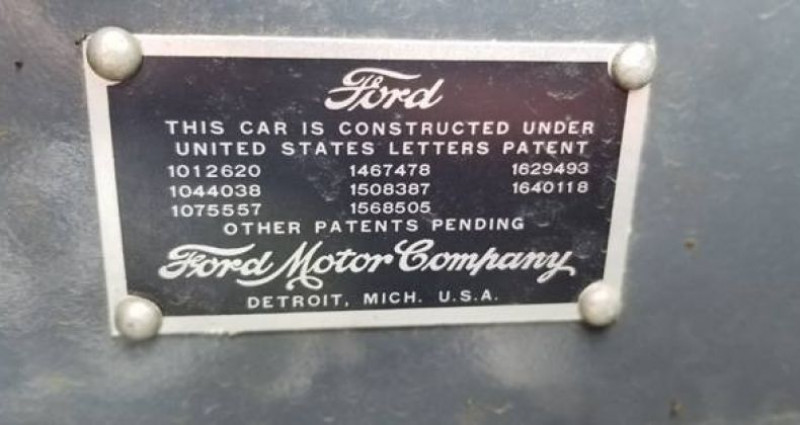 Ford
THIS CAR IS CONSTRUCTED UNDER
UNITED STATES LETTERS PATENT
1012620 1467478 1629493
1044038 1508387 1640118
1075557 1568505
OTHER PATENTS PENDING
Ford Motor Company
DETROIT, MICH. U.S.A.